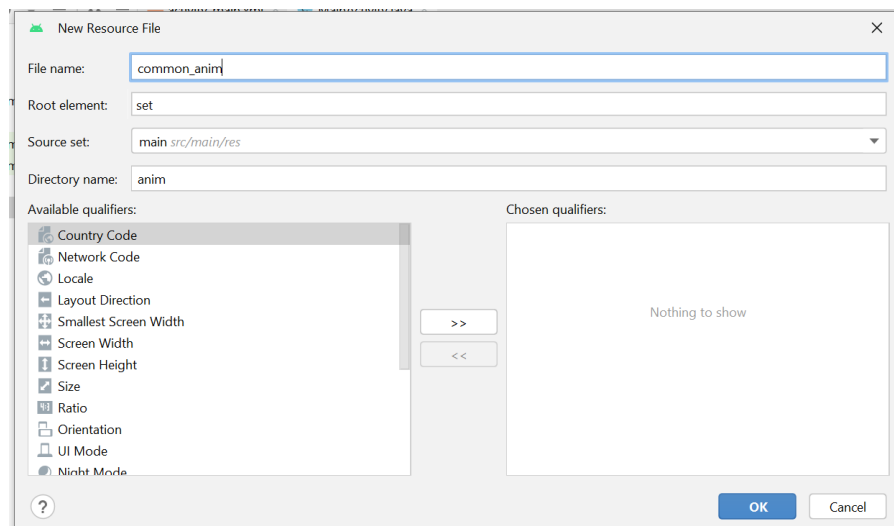 New Resource File
File name: common_anim
Root element: set
Source set: main src/main/res
Directory name: anim
Available qualifiers:
Chosen qualifiers:
Country Code
Network Code
Locale
Layout Direction
Smallest Screen Width
Screen Width
Screen Height
Size
Ratio
Orientation
UI Mode
Night Mode
>>
<<
Nothing to show
?
OK
Cancel